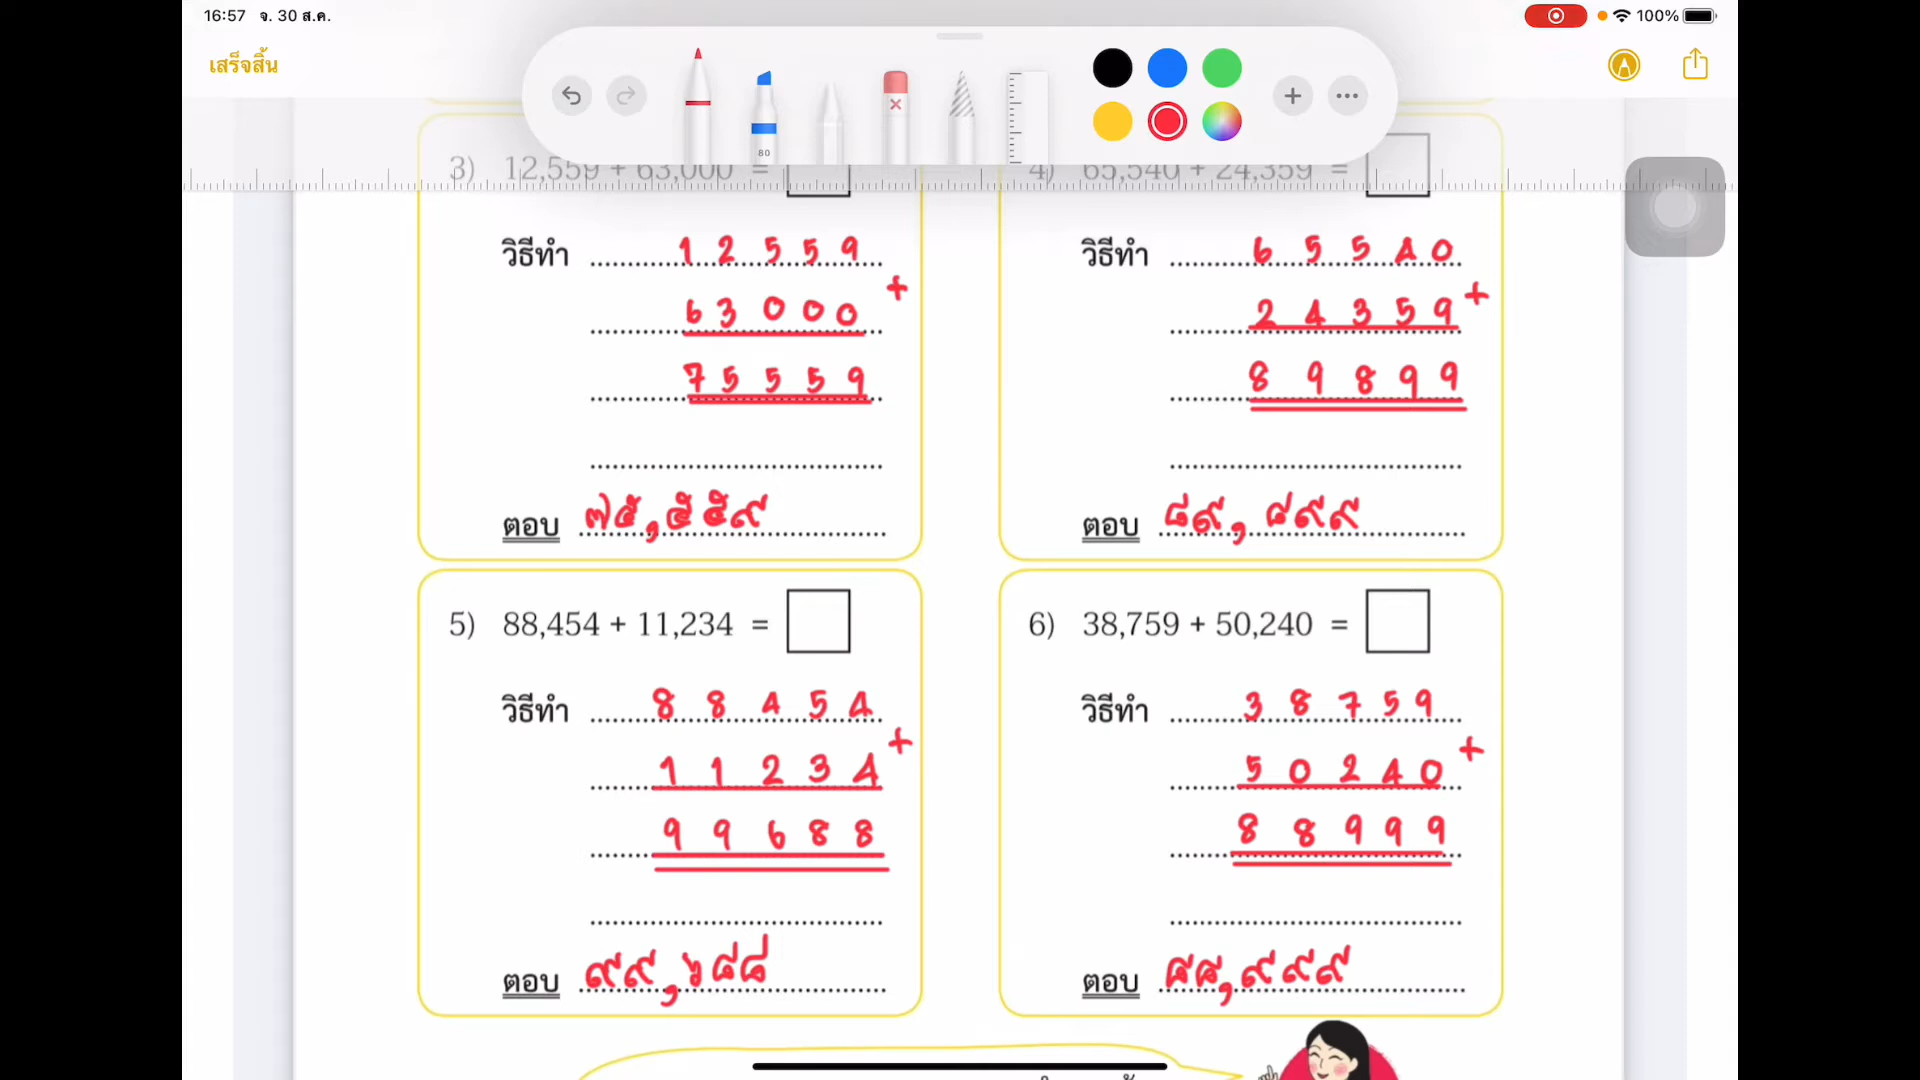 16:57 จ. 30 ส.ค. 100%
เสร็จสิ้น
80
3) 12,559 + 63,000 =
วิธีทำ 1 2 5 5 9
+
6 3 0 0 0
7 5 5 5 9
ตอบ ๗๕,๕๕๙
4) 65,540 + 24,359 =
วิธีทำ 6 5 5 4 0
+
2 4 3 5 9
8 9 8 9 9
ตอบ ๘๙,๘๙๙
5) 88,454 + 11,234 =
วิธีทำ 8 8 4 5 4
+
1 1 2 3 4
9 9 6 8 8
ตอบ ๙๙,๖๘๘
6) 38,759 + 50,240 =
วิธีทำ 3 8 7 5 9
+
5 0 2 4 0
8 8 9 9 9
ตอบ ๘๘,๙๙๙